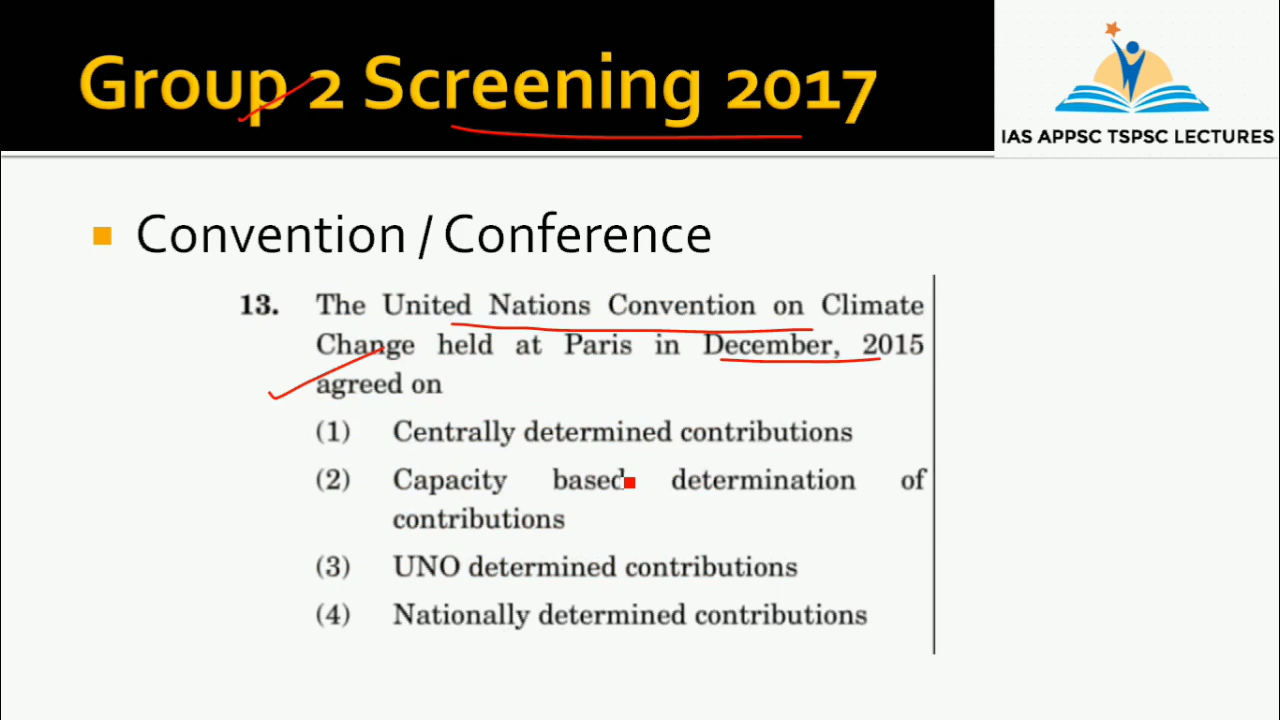 Group 2 Screening 2017
IAS APPSC TSPSC LECTURES
Convention / Conference
13. The United Nations Convention on Climate
Change held at Paris in December, 2015
agreed on
(1) Centrally determined contributions
(2) Capacity based determination of
contributions
(3) UNO determined contributions
(4) Nationally determined contributions